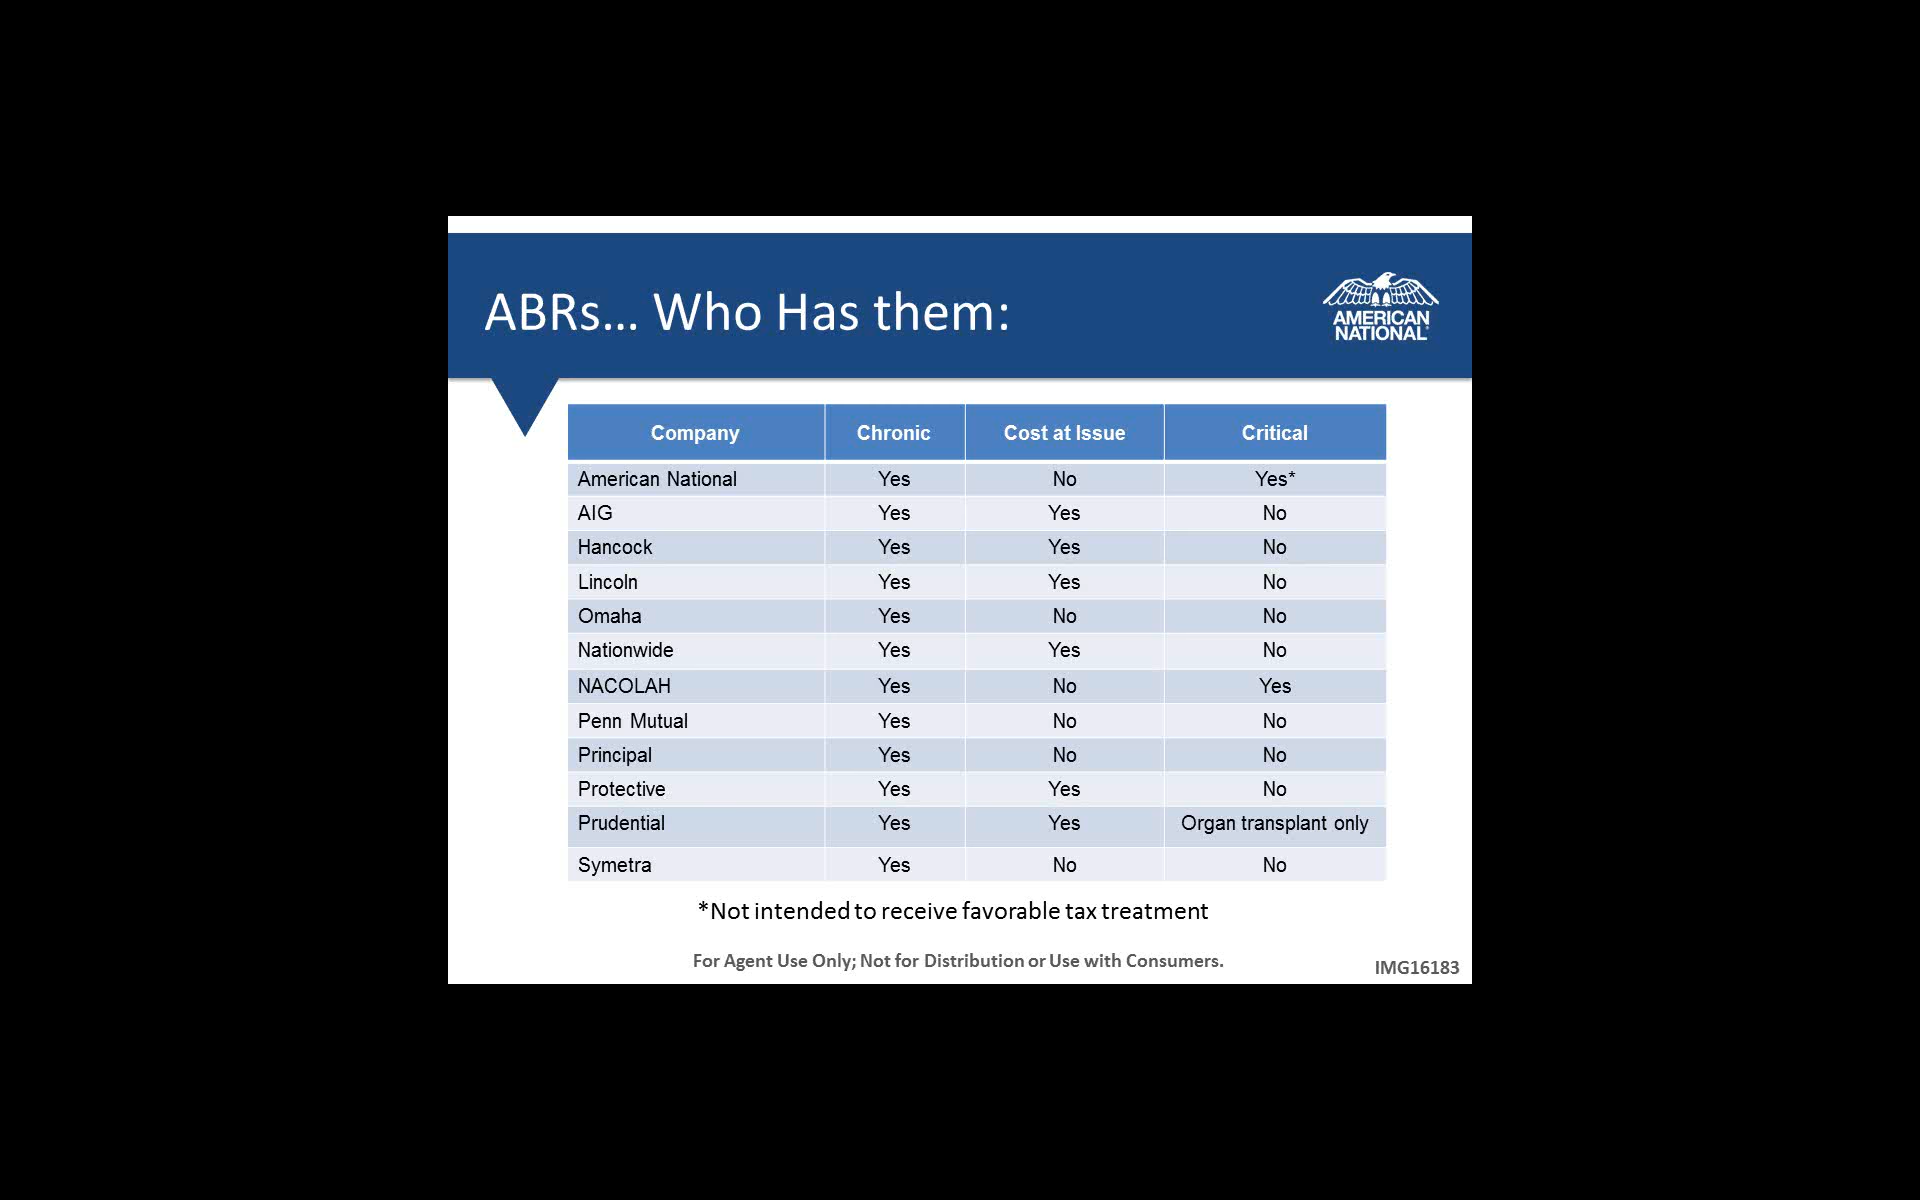 ABRs... Who Has them:
AMERICAN
NATIONAL
Company Chronic Cost at Issue Critical
American National Yes No Yes*
AIG Yes Yes No
Hancock Yes Yes No
Lincoln Yes Yes No
Omaha Yes No No
Nationwide Yes Yes No
NACOLAH Yes No Yes
Penn Mutual Yes No No
Principal Yes No No
Protective Yes Yes No
Prudential Yes Yes Organ transplant only
Symetra Yes No No
*Not intended to receive favorable tax treatment
For Agent Use Only; Not for Distribution or Use with Consumers.
IMG16183